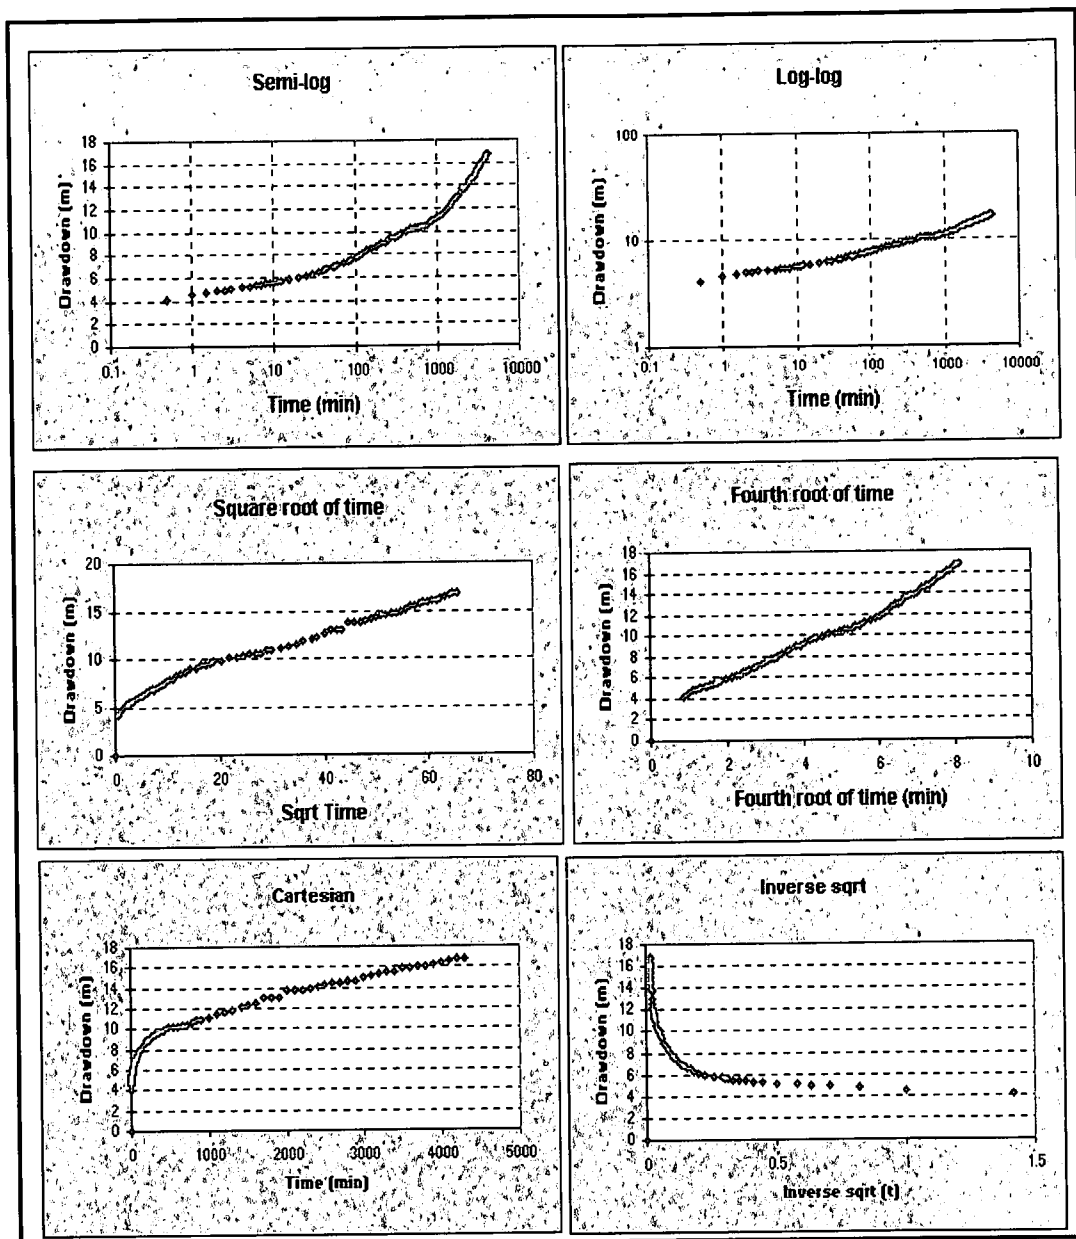 Semi-log
18
16
14
12
10
8
6
4
2
0
Drawdown (m)
0.1 1 10 100 1000 10000
Time (min)
Log-log
100
10
1
Drawdown (m)
0.1 1 10 100 1000 10000
Time (min)
Square root of time
20
15
10
5
0
Drawdown (m)
0 20 40 60 80
Sqrt Time
Fourth root of time
18
16
14
12
10
8
6
4
2
0
Drawdown (m)
0 2 4 6 8 10
Fourth root of time (min)
Cartesian
18
16
14
12
10
8
6
4
2
0
Drawdown (m)
0 1000 2000 3000 4000 5000
Time (min)
Inverse sqrt
18
16
14
12
10
8
6
4
2
0
Drawdown (m)
0 0.5 1 1.5
Inverse sqrt (t)